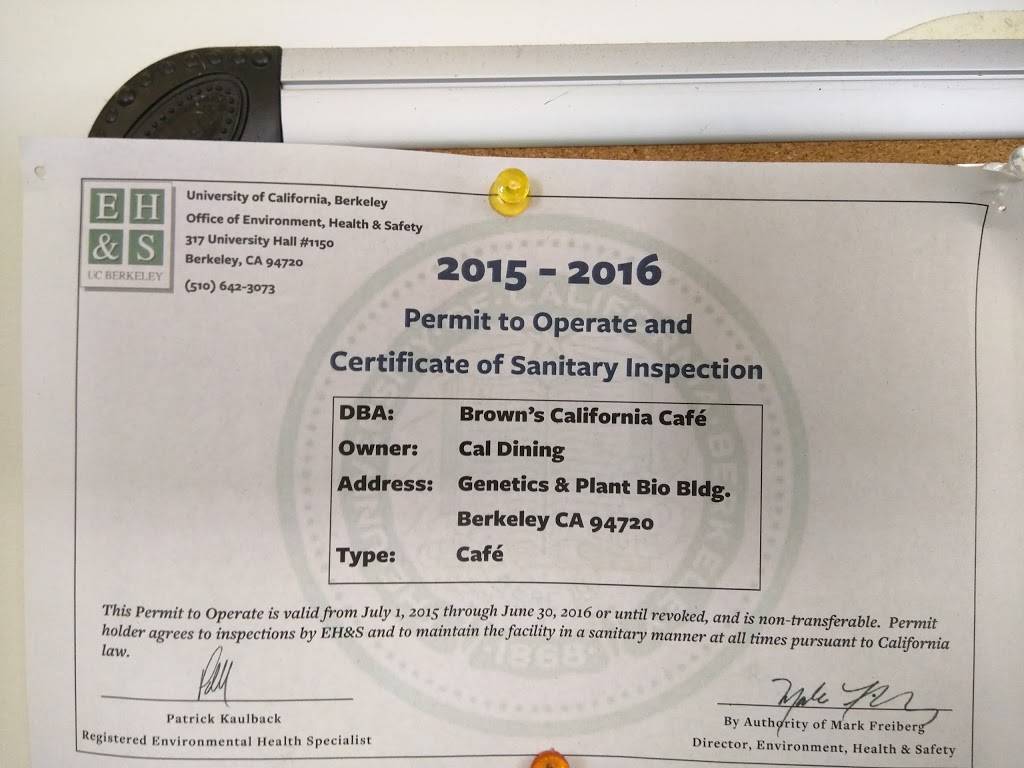 EH
&S
UC BERKELEY
University of California, Berkeley
Office of Environment, Health & Safety
317 University Hall #1150
Berkeley, CA 94720
(510) 642-3073
2015 - 2016
Permit to Operate and
Certificate of Sanitary Inspection
DBA: Brown's California Café
Owner: Cal Dining
Address: Genetics & Plant Bio Bldg.
Berkeley CA 94720
Type: Café
This Permit to Operate is valid from July 1, 2015 through June 30, 2016 or until revoked, and is non-transferable. Permit
holder agrees to inspections by EH&S and to maintain the facility in a sanitary manner at all times pursuant to California
law.
·1868·
Patrick Kaulback
Registered Environmental Health Specialist
By Authority of Mark Freiberg
Director, Environment, Health & Safety